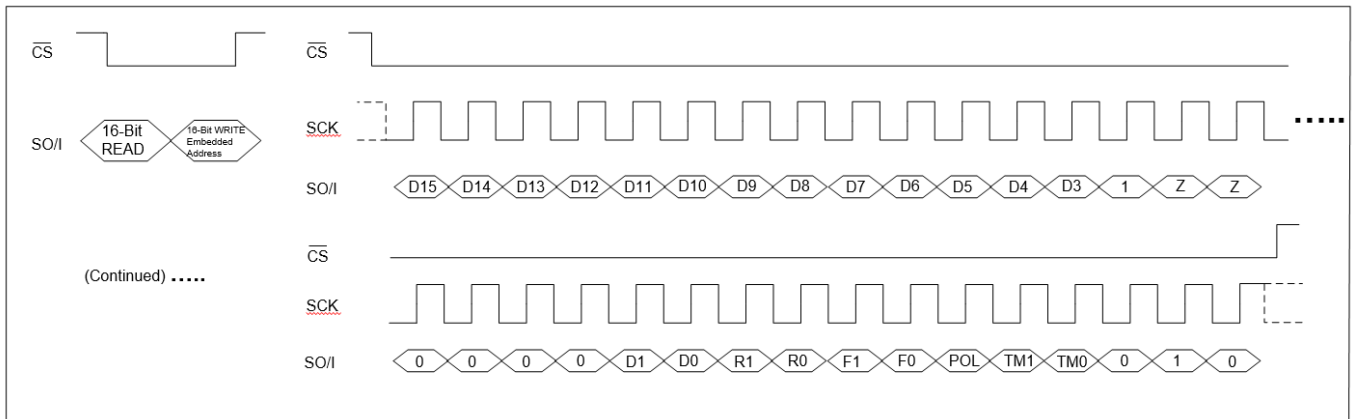 CS
SO/I
16-Bit READ
16-Bit WRITE Embedded Address
CS
SCK
.....
SO/I
D15 D14 D13 D12 D11 D10 D9 D8 D7 D6 D5 D4 D3 1 Z Z
(Continued) .....
CS
SCK
SO/I
0 0 0 0 D1 D0 R1 R0 F1 F0 POL TM1 TM0 0 1 0